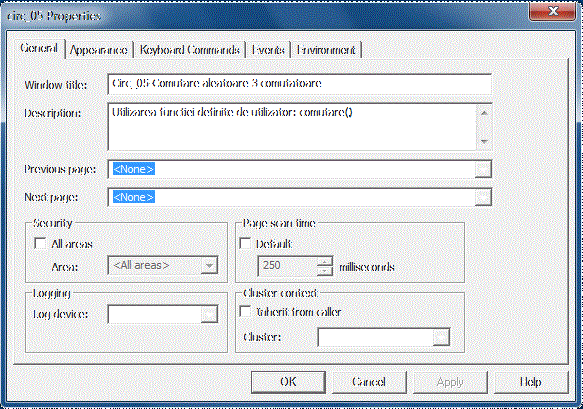 circ_05 Properties
General Appearance Keyboard Commands Events Environment
Window title: Circ_05-Comutare aleatoare 3 comutatoare
Description: Utilizarea functiei definite de utilizator: comutare()
Previous page: <None>
Next page: <None>
Security
All areas
Area: <All areas>
Page scan time
Default
250 milliseconds
Logging
Log device:
Cluster context
Inherit from caller
Cluster:
OK Cancel Apply Help